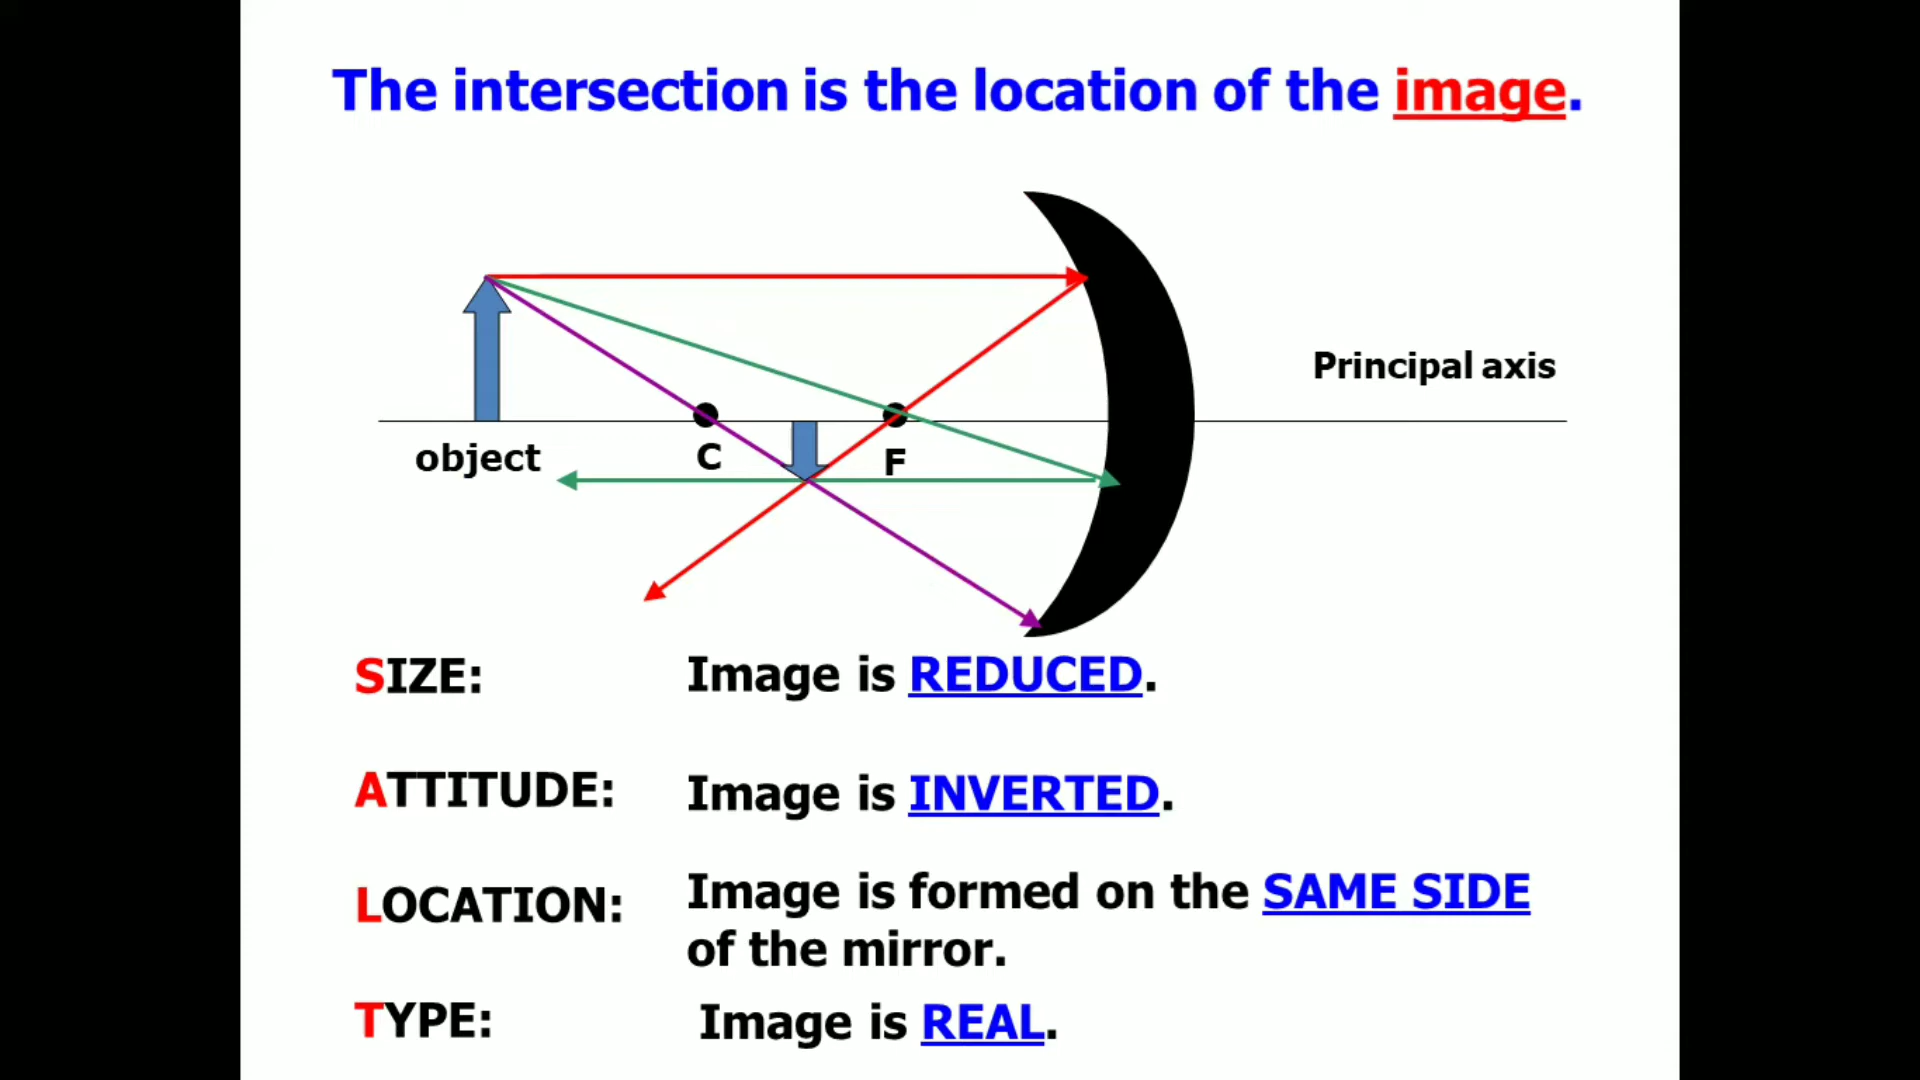 The intersection is the location of the image.
Principal axis
object
C
F
SIZE: Image is REDUCED.
ATTITUDE: Image is INVERTED.
LOCATION: Image is formed on the SAME SIDE
of the mirror.
TYPE: Image is REAL.